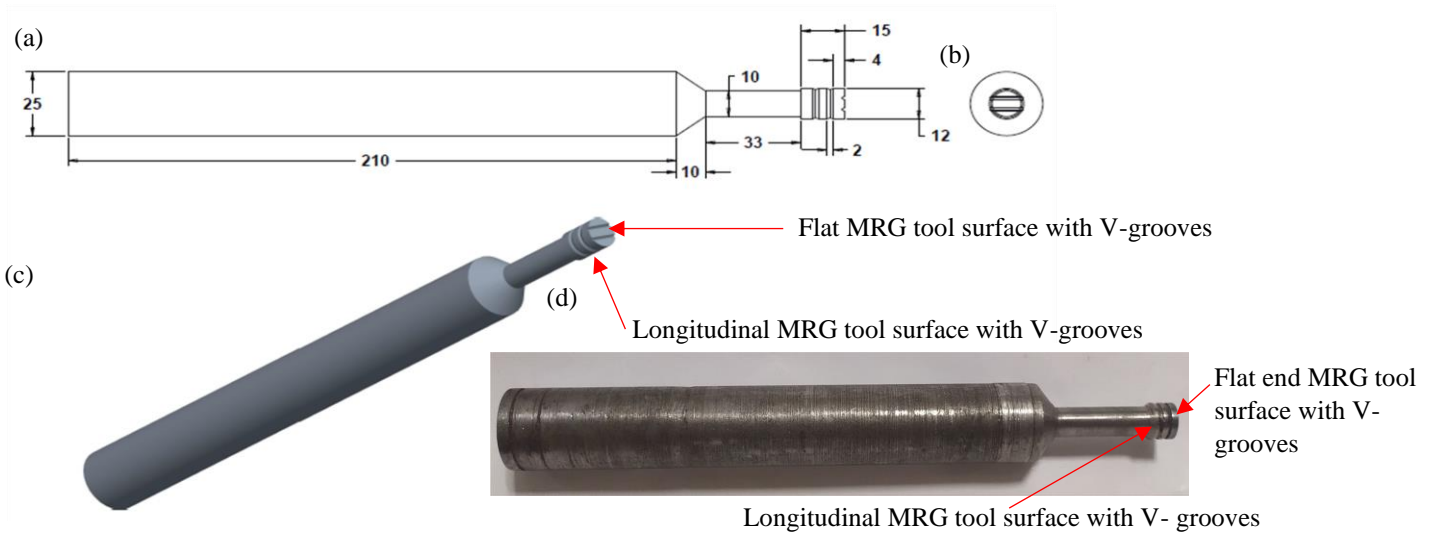 (a)
15
4
(b)
10
25
12
33
2
210
10
Flat MRG tool surface with V-grooves
(c)
(d)
Longitudinal MRG tool surface with V-grooves
Flat end MRG tool
surface with V-
grooves
Longitudinal MRG tool surface with V- grooves